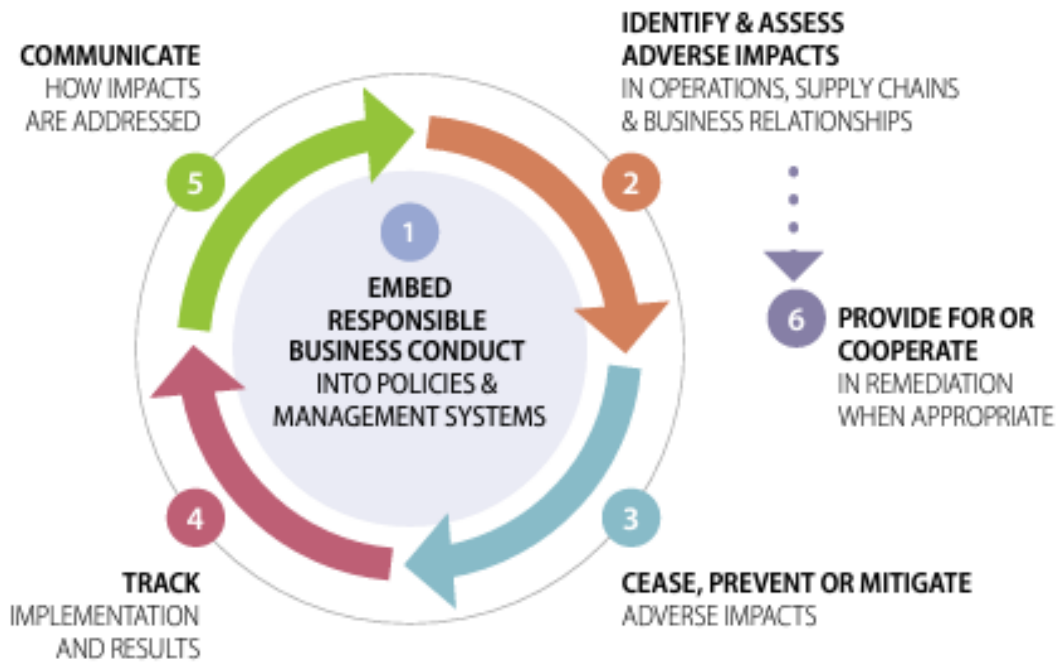 1
EMBED
RESPONSIBLE
BUSINESS CONDUCT
INTO POLICIES &
MANAGEMENT SYSTEMS
2
IDENTIFY & ASSESS
ADVERSE IMPACTS
IN OPERATIONS, SUPPLY CHAINS
& BUSINESS RELATIONSHIPS
3
CEASE, PREVENT OR MITIGATE
ADVERSE IMPACTS
4
TRACK
IMPLEMENTATION
AND RESULTS
5
COMMUNICATE
HOW IMPACTS
ARE ADDRESSED
6
PROVIDE FOR OR
COOPERATE
IN REMEDIATION
WHEN APPROPRIATE